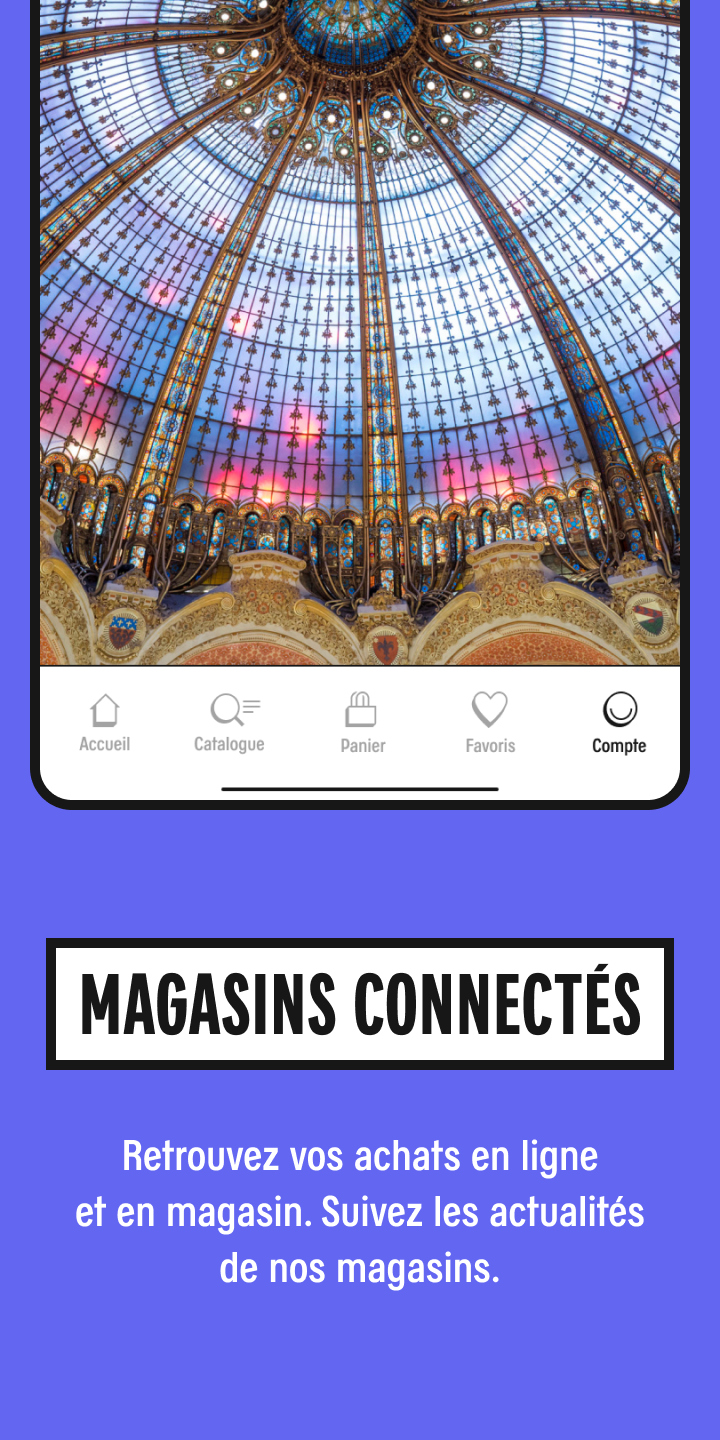 Accueil
Catalogue
Panier
Favoris
Compte
MAGASINS CONNECTÉS
Retrouvez vos achats en ligne
et en magasin. Suivez les actualités
de nos magasins.